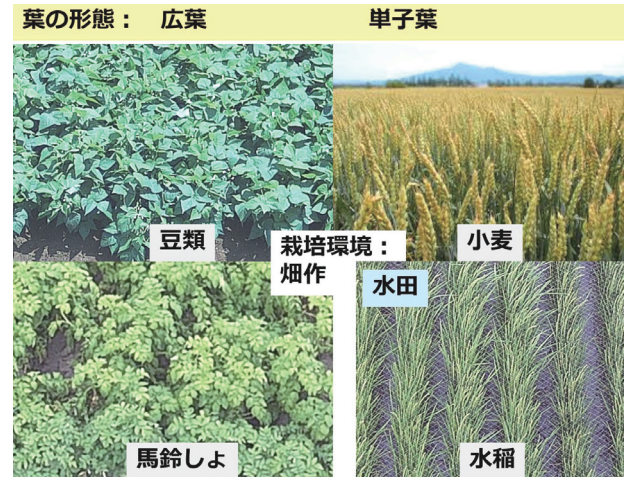 葉の形態： 広葉 単子葉
豆類
小麦
栽培環境：
畑作
水田
馬鈴しょ
水稲